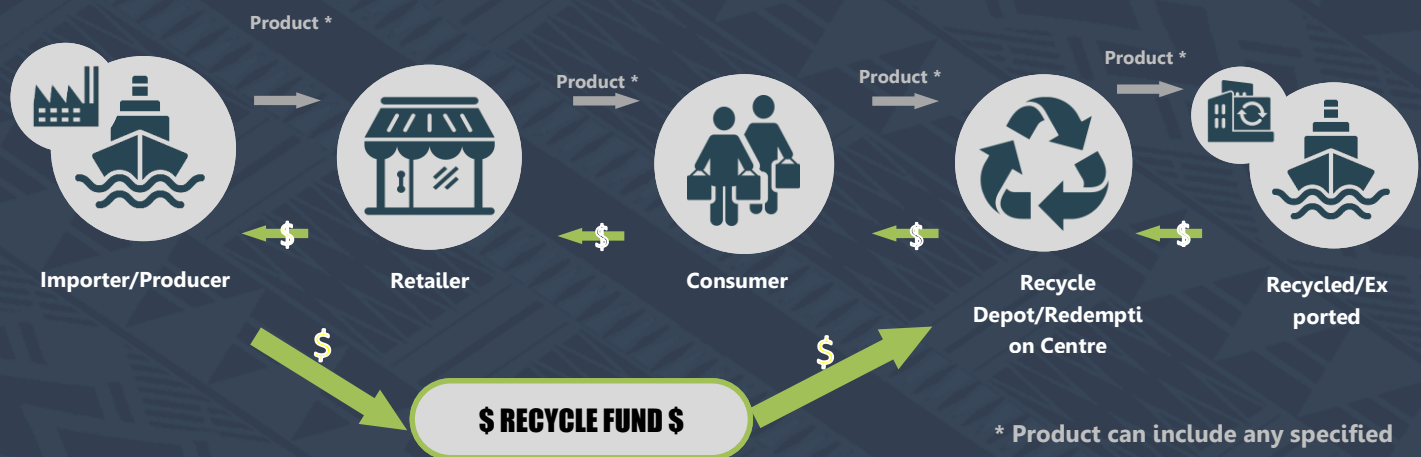 Product *
Product *
Product *
Product *
$
$
$
$
Importer/Producer
Retailer
Consumer
Recycle
Depot/Redempti
on Centre
Recycled/Ex
ported
$
$
$ RECYCLE FUND $
* Product can include any specified